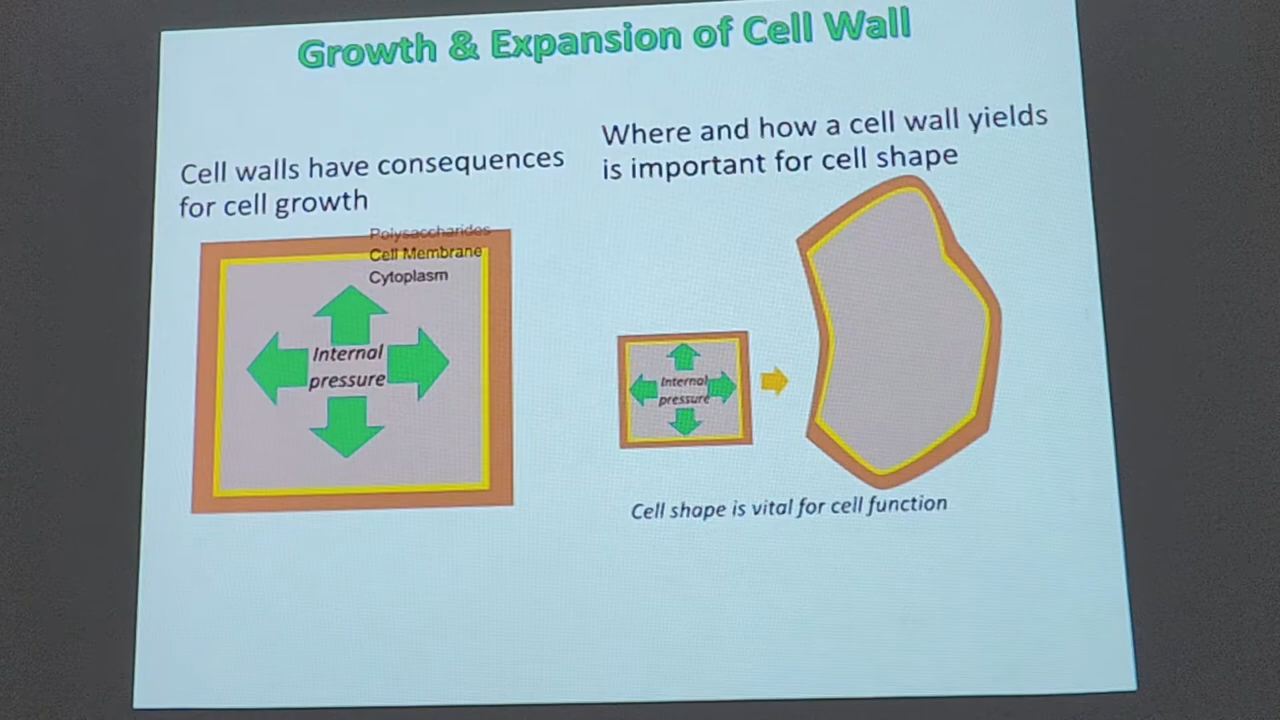 Growth & Expansion of Cell Wall
Cell walls have consequences
for cell growth
Polysaccharides
Cell Membrane
Cytoplasm
Internal
pressure
Where and how a cell wall yields
is important for cell shape
Internal
pressure
Cell shape is vital for cell function